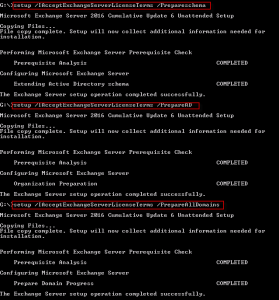 G:\>setup /IAcceptExchangeServerLicenseTerms /Prepareschema
Microsoft Exchange Server 2016 Cumulative Update 6 Unattended Setup
Copying Files...
File copy complete. Setup will now collect additional information needed for
installation.
Performing Microsoft Exchange Server Prerequisite Check
Prerequisite Analysis COMPLETED
Configuring Microsoft Exchange Server
Extending Active Directory schema COMPLETED
The Exchange Server setup operation completed successfully.
G:\>setup /IAcceptExchangeServerLicenseTerms /PrepareAD
Microsoft Exchange Server 2016 Cumulative Update 6 Unattended Setup
Copying Files...
File copy complete. Setup will now collect additional information needed for
installation.
Performing Microsoft Exchange Server Prerequisite Check
Prerequisite Analysis COMPLETED
Configuring Microsoft Exchange Server
Organization Preparation COMPLETED
The Exchange Server setup operation completed successfully.
G:\>setup /IAcceptExchangeServerLicenseTerms /PrepareAllDomains
Microsoft Exchange Server 2016 Cumulative Update 6 Unattended Setup
Copying Files...
File copy complete. Setup will now collect additional information needed for
installation.
Performing Microsoft Exchange Server Prerequisite Check
Prerequisite Analysis COMPLETED
Configuring Microsoft Exchange Server
Prepare Domain Progress COMPLETED
The Exchange Server setup operation completed successfully.